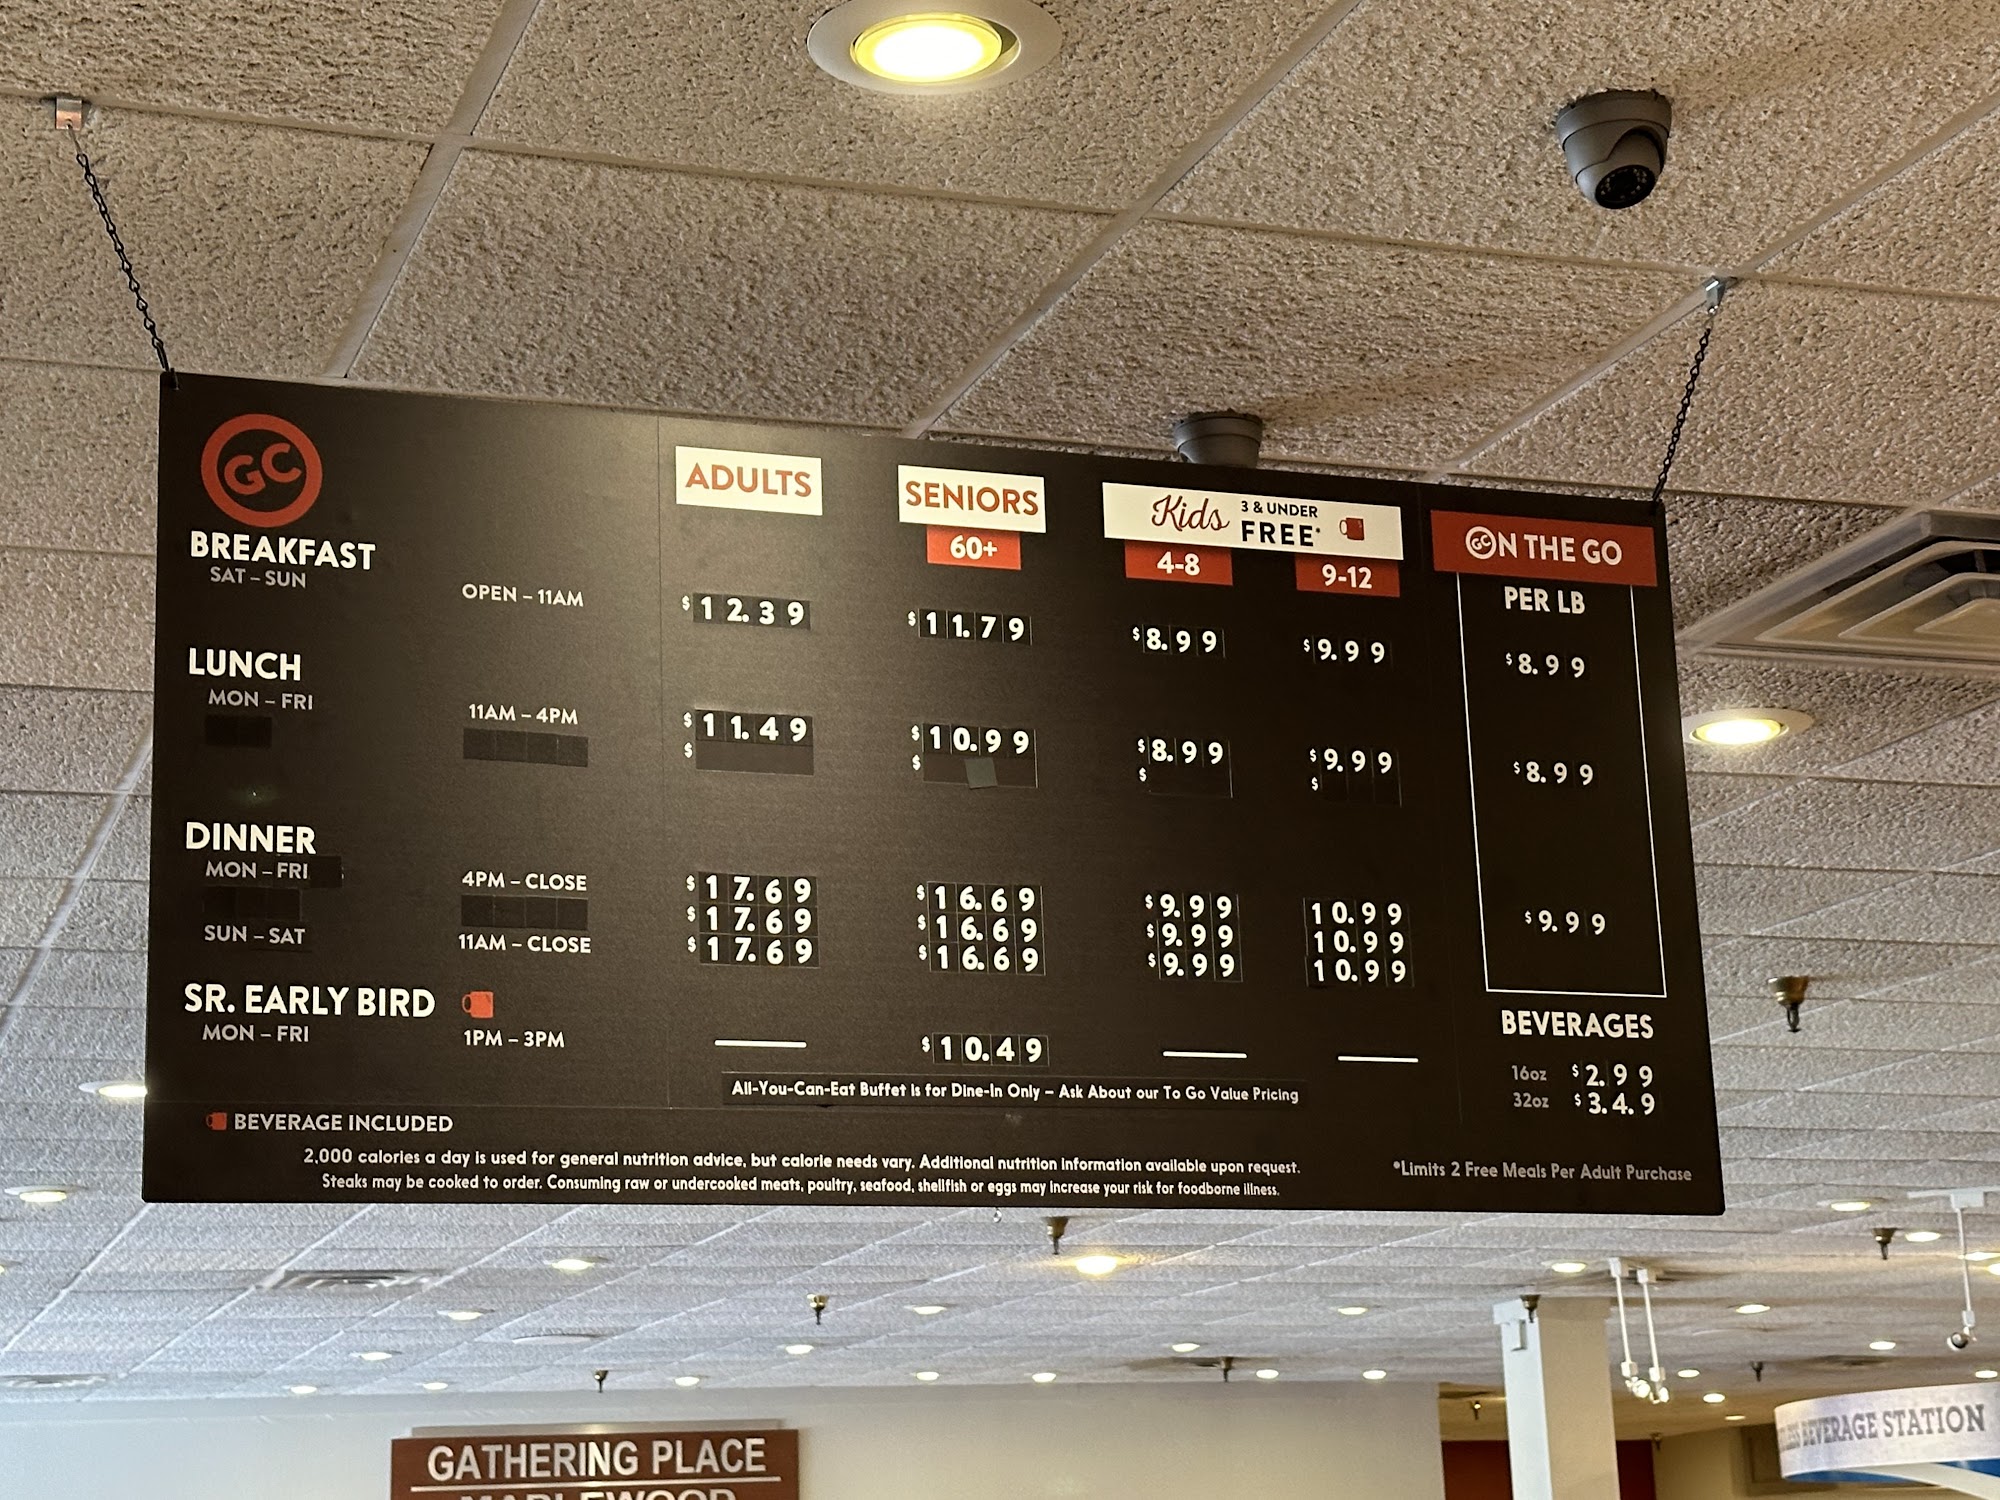 GC
ADULTS
SENIORS
60+
Kids 3 & UNDER FREE*
4-8 9-12
GC ON THE GO
PER LB
BREAKFAST
SAT – SUN OPEN – 11AM $12.39 $11.79 $8.99 $9.99 $8.99
LUNCH
MON – FRI 11AM – 4PM $11.49 $10.99 $8.99 $9.99 $8.99
$ $ $ $
DINNER
MON – FRI 4PM – CLOSE $17.69 $16.69 $9.99 10.99 $9.99
$17.69 $16.69 $9.99 10.99
SUN – SAT 11AM – CLOSE $17.69 $16.69 $9.99 10.99
SR. EARLY BIRD
MON – FRI 1PM – 3PM $10.49
BEVERAGES
16oz $2.99
32oz $3.4.9
All-You-Can-Eat Buffet is for Dine-In Only – Ask About our To Go Value Pricing
BEVERAGE INCLUDED
2,000 calories a day is used for general nutrition advice, but calorie needs vary. Additional nutrition information available upon request.
Steaks may be cooked to order. Consuming raw or undercooked meats, poultry, seafood, shellfish or eggs may increase your risk for foodborne illness.
*Limits 2 Free Meals Per Adult Purchase
GATHERING PLACE
MAPLEWOOD
BEVERAGE STATION